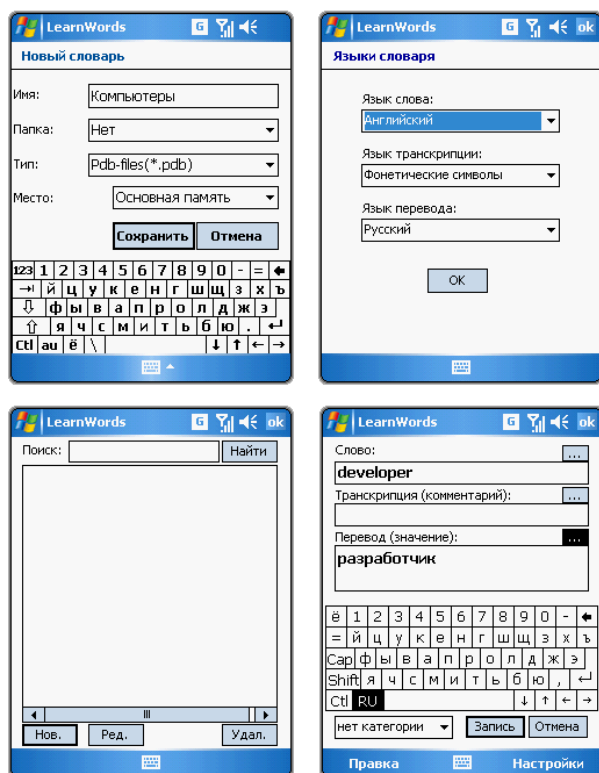 LearnWords G
Новый словарь
Имя: Компьютеры
Папка: Нет
Тип: Pdb-files(*.pdb)
Место: Основная память
Сохранить Отмена
123 1 2 3 4 5 6 7 8 9 0 - =
й ц у к е н г ш щ з х ъ
ф ы в а п р о л д ж э
я ч с м и т ь б ю .
Ctl au ё \
LearnWords G ok
Языки словаря
Язык слова:
Английский
Язык транскрипции:
Фонетические символы
Язык перевода:
Русский
OK
LearnWords G ok
Поиск: Найти
Нов. Ред. Удал.
LearnWords G ok
Слово: ...
developer
Транскрипция (комментарий): ...
Перевод (значение): ...
разработчик
ё 1 2 3 4 5 6 7 8 9 0 -
= й ц у к е н г ш щ з х ъ
Cap ф ы в а п р о л д ж э
Shift я ч с м и т ь б ю ,
Ctl RU
нет категории Запись Отмена
Правка Настройки